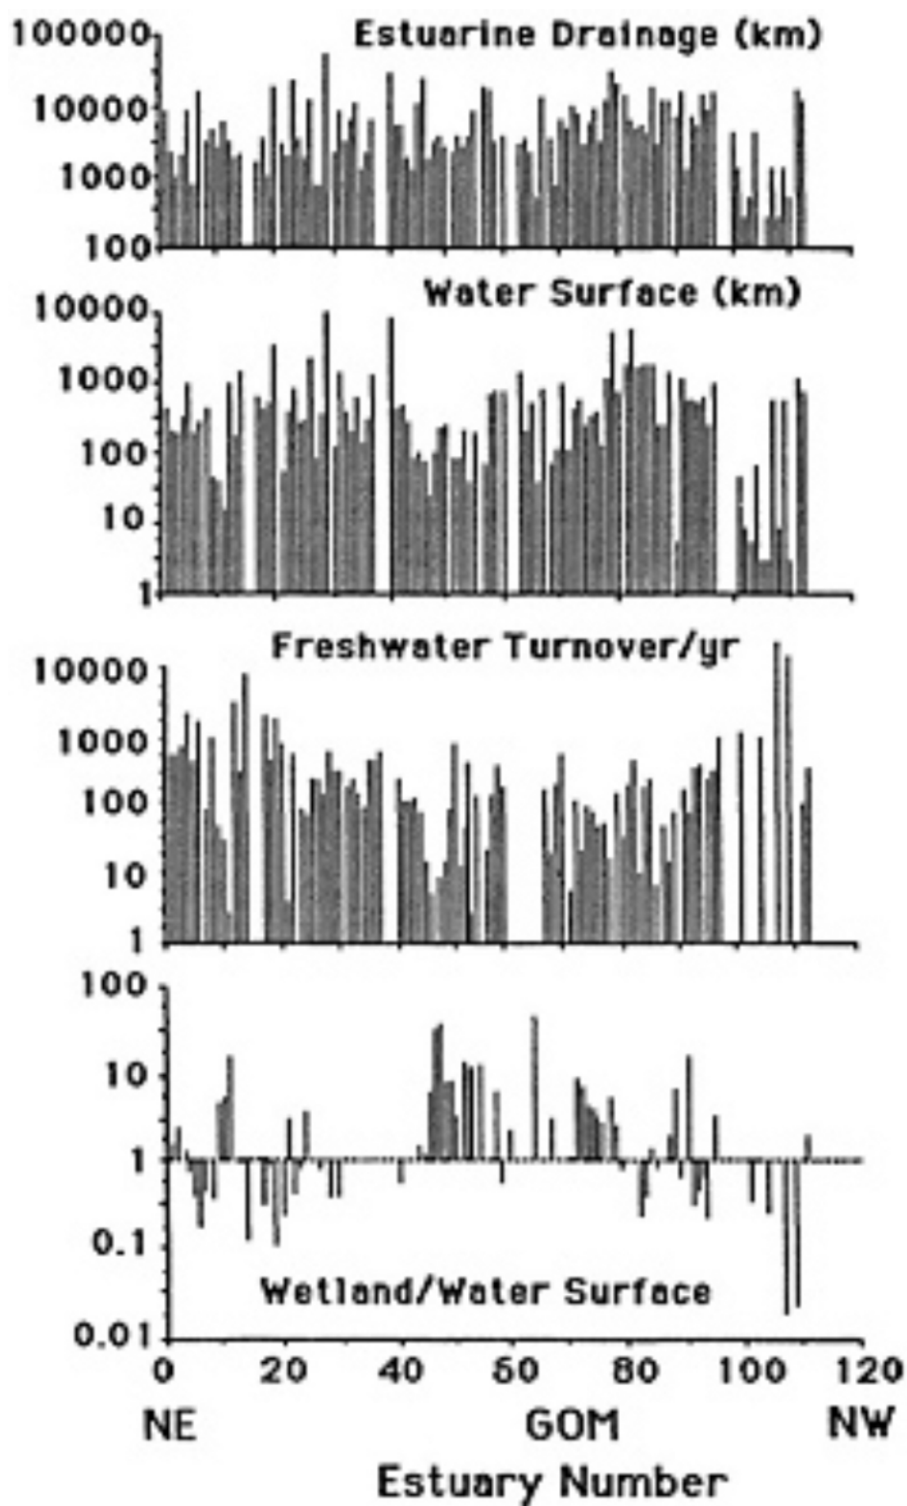 Estuarine Drainage (km)
100000
10000
1000
100
Water Surface (km)
10000
1000
100
10
1
Freshwater Turnover/yr
10000
1000
100
10
1
100
10
1
0.1
Wetland/Water Surface
0.01
0 20 40 60 80 100 120
NE GOM NW
Estuary Number